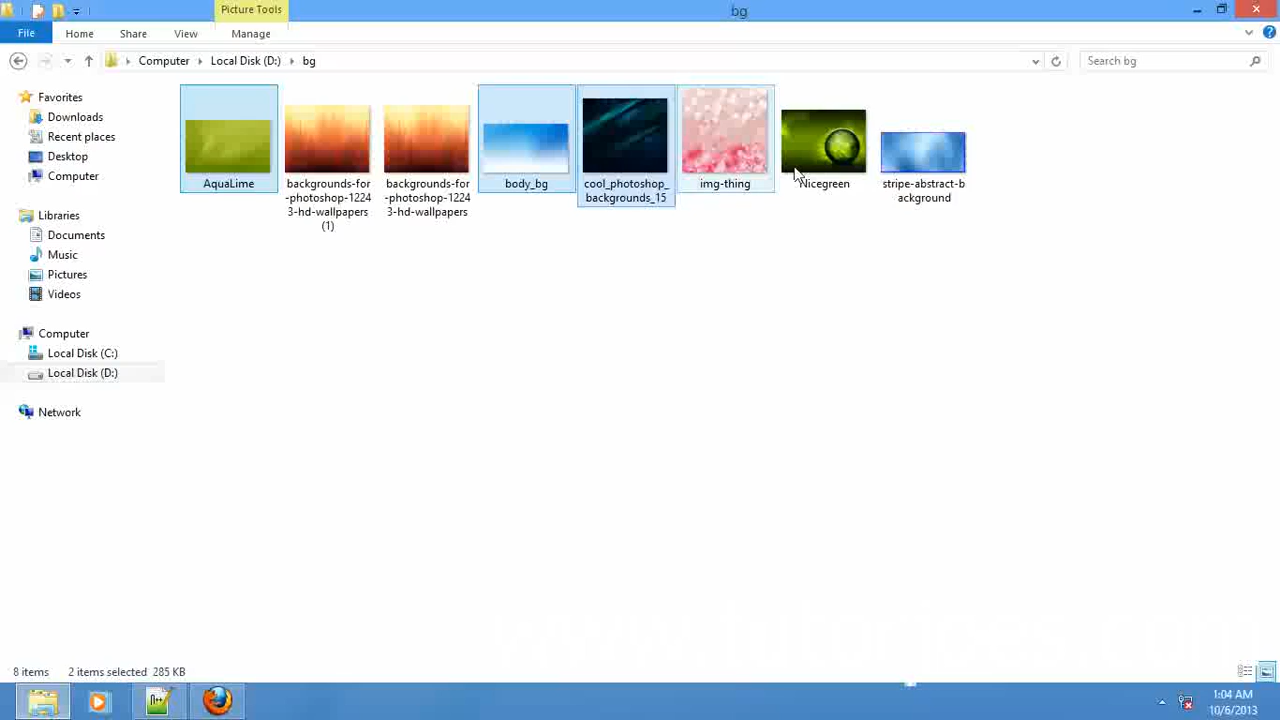 Picture Tools
bg
File
Home
Share
View
Manage
Computer
Local Disk (D:)
bg
Search bg
Favorites
Downloads
Recent places
Desktop
Computer
Libraries
Documents
Music
Pictures
Videos
Computer
Local Disk (C:)
Local Disk (D:)
Network
AquaLime
backgrounds-for
-photoshop-1224
3-hd-wallpapers
(1)
backgrounds-for
-photoshop-1224
3-hd-wallpapers
body_bg
cool_photoshop_
backgrounds_15
img-thing
Nicegreen
stripe-abstract-b
ackground
8 items
2 items selected 285 KB
1:04 AM
10/6/2013